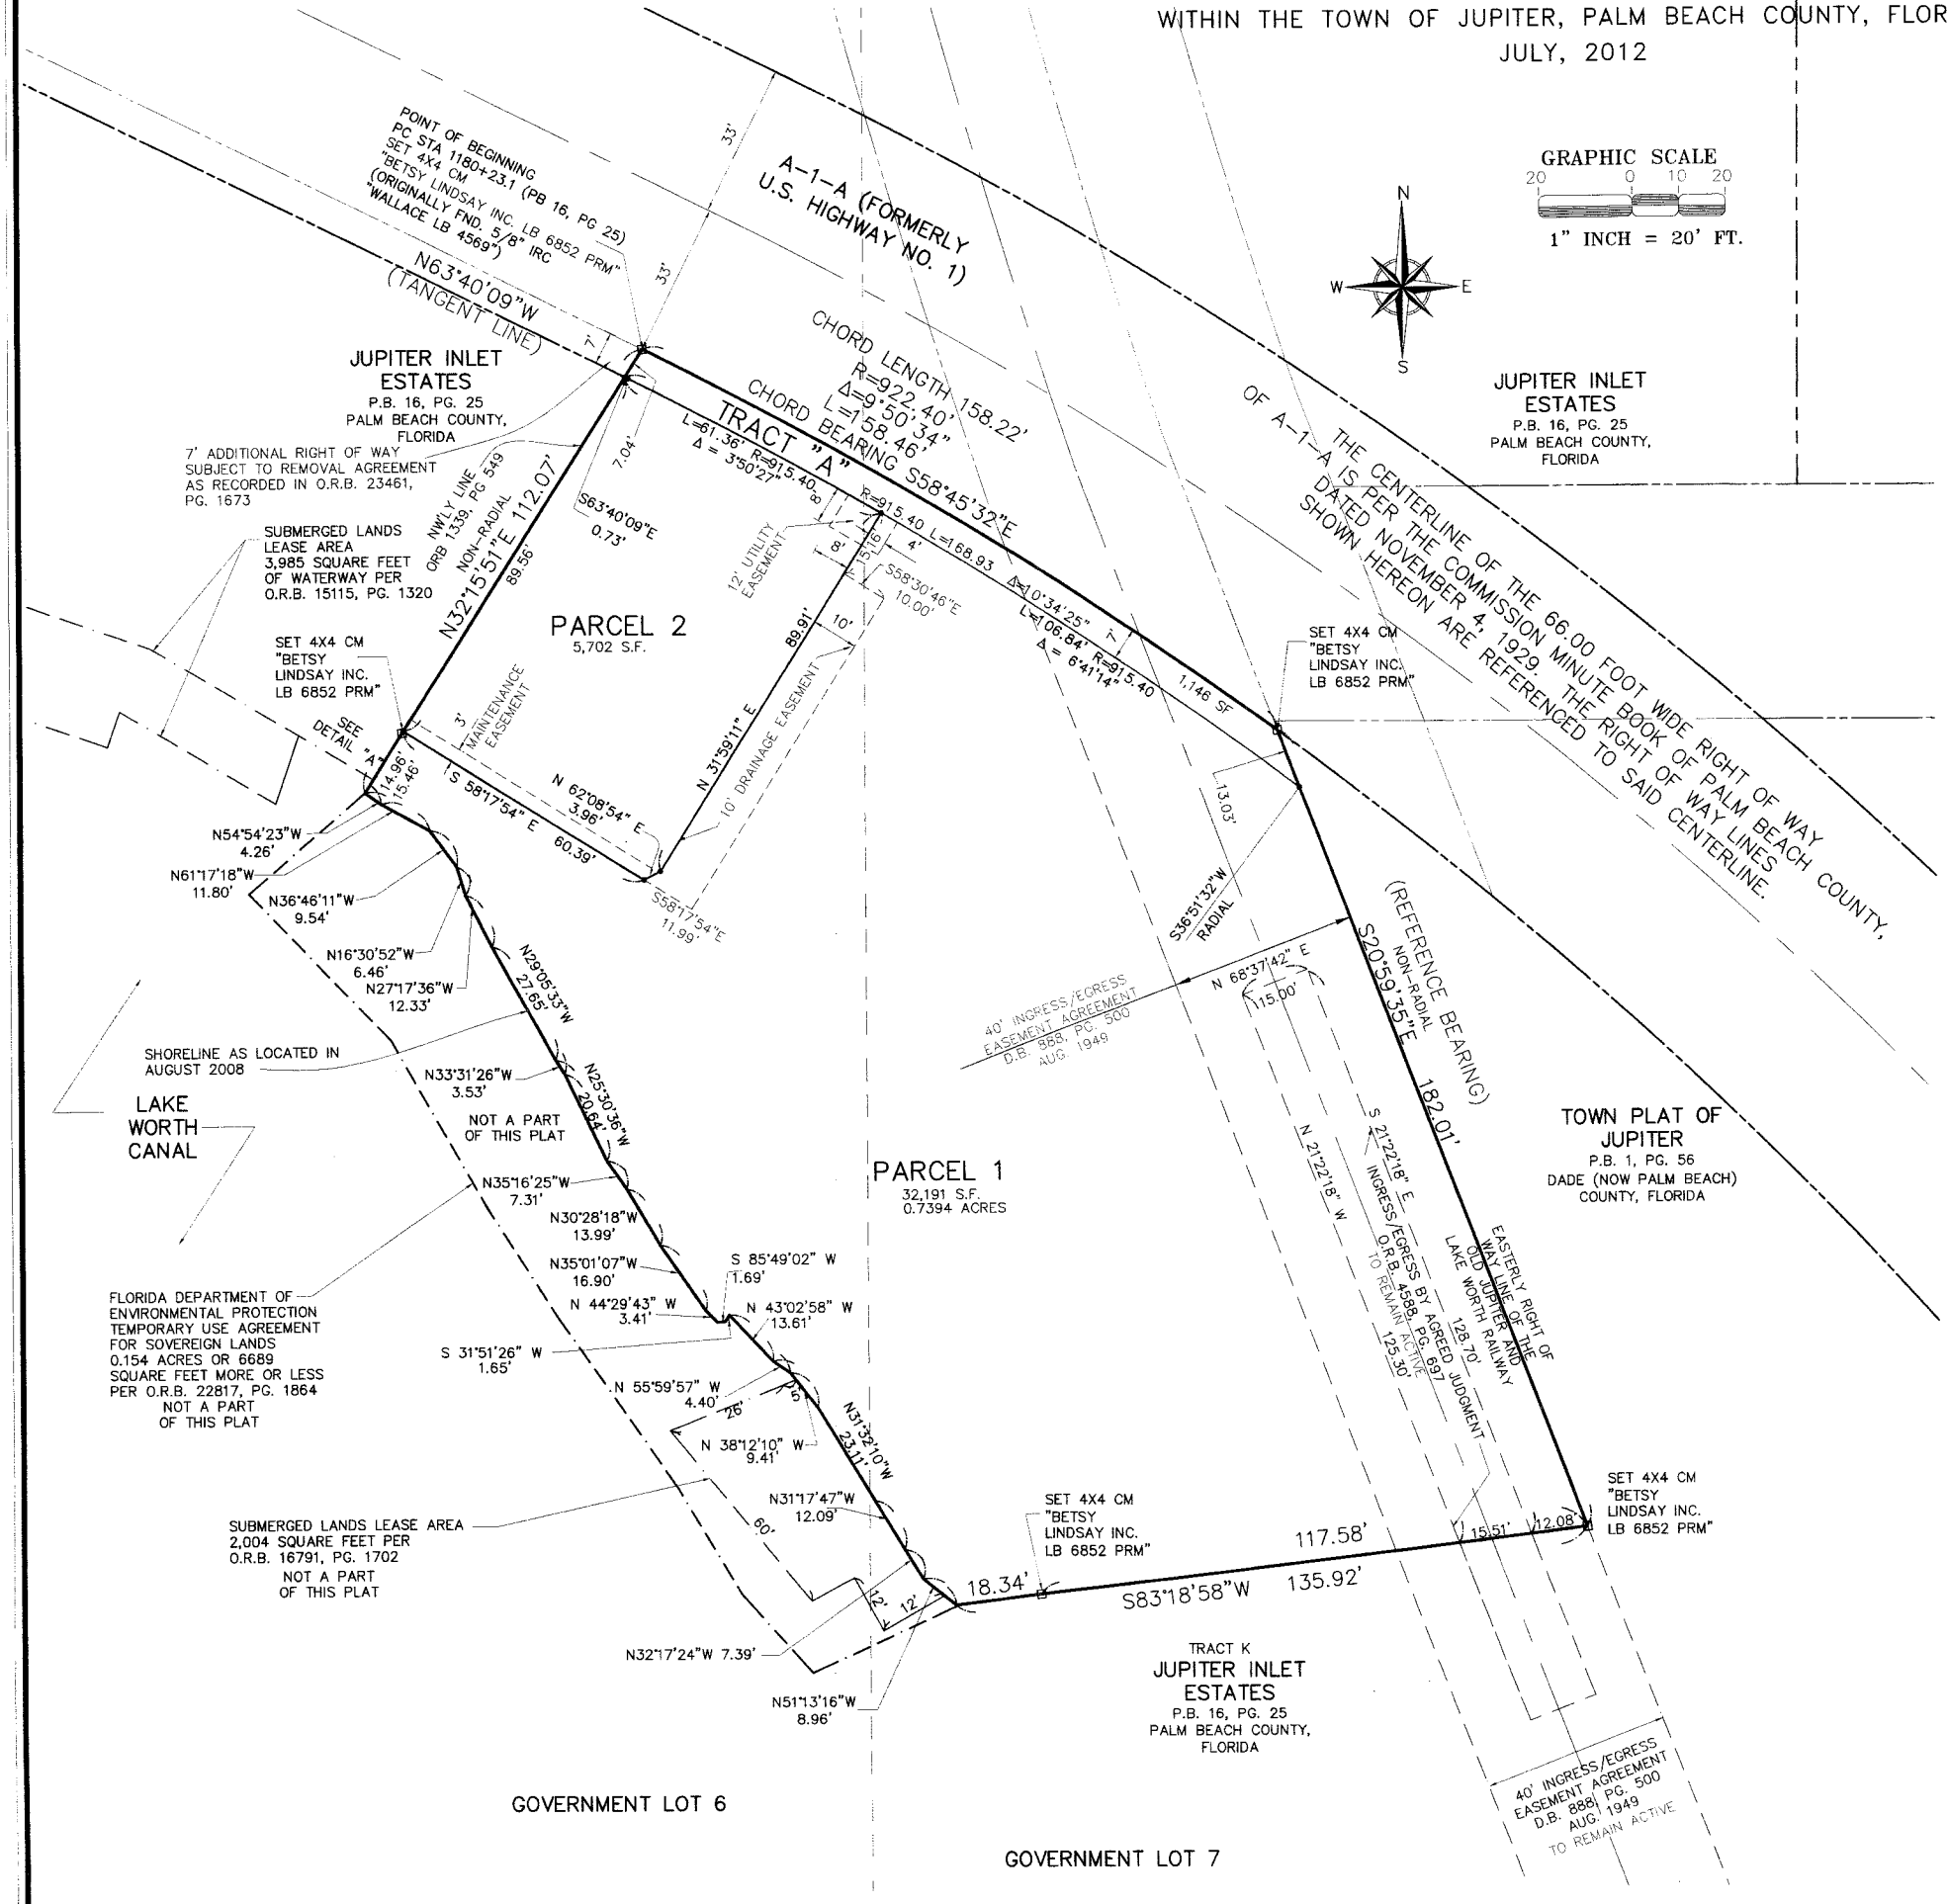 WITHIN THE TOWN OF JUPITER, PALM BEACH COUNTY, FLOR
JULY, 2012
GRAPHIC SCALE
20 0 10 20
1" INCH = 20' FT.
N
W E
S
POINT OF BEGINNING
PC STA 1180+23.1 (PB 16, PG 25)
SET 4X4 CM
"BETSY LINDSAY INC. LB 6852 PRM"
(ORIGINALLY FND. 5/8" IRC
"WALLACE LB 4569")
N63°40'09"W
(TANGENT LINE)
33'
33'
7'
A-1-A (FORMERLY
U.S. HIGHWAY NO. 1)
JUPITER INLET
ESTATES
P.B. 16, PG. 25
PALM BEACH COUNTY,
FLORIDA
JUPITER INLET
ESTATES
P.B. 16, PG. 25
PALM BEACH COUNTY,
FLORIDA
CHORD LENGTH 158.22'
R=922.40'
Δ=9°50'34"
L=158.46'
CHORD BEARING S58°45'32"E
TRACT "A"
L=61.36' R=915.40
Δ = 3°50'27"
8
R=915.40 L=168.93 Δ=10°34'25"
L=106.84' R=915.40
Δ = 6°41'14"
7'
1,146 SF
THE CENTERLINE OF THE 66.00 FOOT WIDE RIGHT OF WAY
OF A-1-A IS PER THE COMMISSION MINUTE BOOK OF PALM BEACH COUNTY,
DATED NOVEMBER 4, 1929. THE RIGHT OF WAY LINES
SHOWN HEREON ARE REFERENCED TO SAID CENTERLINE.
7' ADDITIONAL RIGHT OF WAY
SUBJECT TO REMOVAL AGREEMENT
AS RECORDED IN O.R.B. 23461,
PG. 1673
NWLY LINE
ORB 1339, PG 549
NON-RADIAL
N32°15'51"E 112.07'
89.56'
7.04'
S63°40'09"E
0.73'
SUBMERGED LANDS
LEASE AREA
3,985 SQUARE FEET
OF WATERWAY PER
O.R.B. 15115, PG. 1320
12' UTILITY
EASEMENT
8'
4'
15.16'
S58°30'46"E
10.00'
10'
PARCEL 2
5,702 S.F.
89.91'
N 31°59'11" E
10' DRAINAGE EASEMENT
SET 4X4 CM
"BETSY
LINDSAY INC.
LB 6852 PRM"
SET 4X4 CM
"BETSY
LINDSAY INC.
LB 6852 PRM"
SEE
DETAIL "A"
3'
MAINTENANCE
EASEMENT
N 62°08'54" E
3.96'
S 58°17'54" E 60.39'
14.96'
15.46'
S58°17'54"E
11.99'
13.03'
S36°51'32"W
RADIAL
N54°54'23"W
4.26'
N61°17'18"W
11.80'
N36°46'11"W
9.54'
N16°30'52"W
6.46'
N27°17'36"W
12.33'
N29°05'33"W
27.65'
SHORELINE AS LOCATED IN
AUGUST 2008
LAKE
WORTH
CANAL
N33°31'26"W
3.53'
N25°30'36"W
20.64'
NOT A PART
OF THIS PLAT
N35°16'25"W
7.31'
N30°28'18"W
13.99'
N35°01'07"W
16.90'
N 44°29'43" W
3.41'
S 85°49'02" W
1.69'
N 43°02'58" W
13.61'
S 31°51'26" W
1.65'
N 55°59'57" W
4.40'
26'
5'
N 38°12'10" W
9.41'
N31°32'10"W
23.11'
N31°17'47"W
12.09'
60'
12'
12'
N32°17'24"W 7.39'
N51°13'16"W
8.96'
FLORIDA DEPARTMENT OF
ENVIRONMENTAL PROTECTION
TEMPORARY USE AGREEMENT
FOR SOVEREIGN LANDS
0.154 ACRES OR 6689
SQUARE FEET MORE OR LESS
PER O.R.B. 22817, PG. 1864
NOT A PART
OF THIS PLAT
SUBMERGED LANDS LEASE AREA
2,004 SQUARE FEET PER
O.R.B. 16791, PG. 1702
NOT A PART
OF THIS PLAT
PARCEL 1
32,191 S.F.
0.7394 ACRES
40' INGRESS/EGRESS
EASEMENT AGREEMENT
D.B. 888, PG. 500
AUG. 1949
N 68°37'42" E
15.00'
(REFERENCE BEARING)
NON-RADIAL
S20°59'35"E
182.01'
S 21°22'18" E
128.70'
INGRESS/EGRESS BY AGREED JUDGMENT
O.R.B. 4588, PG. 697
TO REMAIN ACTIVE
N 21°22'18" W
125.30'
EASTERLY RIGHT OF
WAY LINE OF THE
OLD JUPITER AND
LAKE WORTH RAILWAY
TOWN PLAT OF
JUPITER
P.B. 1, PG. 56
DADE (NOW PALM BEACH)
COUNTY, FLORIDA
SET 4X4 CM
"BETSY
LINDSAY INC.
LB 6852 PRM"
SET 4X4 CM
"BETSY
LINDSAY INC.
LB 6852 PRM"
18.34'
117.58'
15.51'
12.08'
S83°18'58"W 135.92'
TRACT K
JUPITER INLET
ESTATES
P.B. 16, PG. 25
PALM BEACH COUNTY,
FLORIDA
40' INGRESS/EGRESS
EASEMENT AGREEMENT
D.B. 888, PG. 500
AUG. 1949
TO REMAIN ACTIVE
GOVERNMENT LOT 6
GOVERNMENT LOT 7